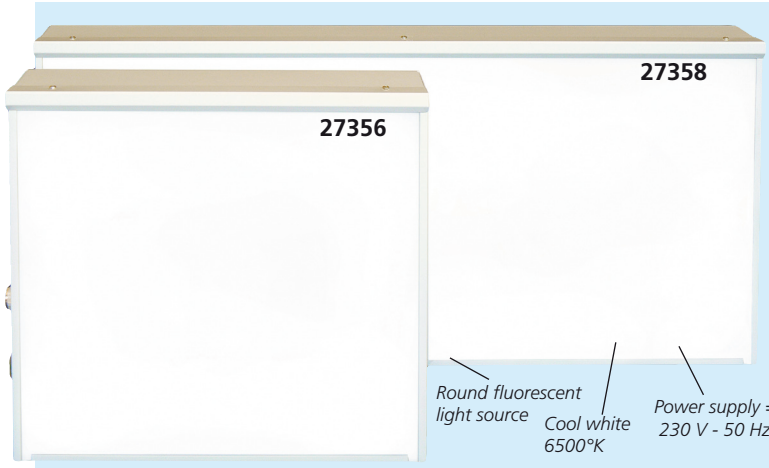 27358
27356
Round fluorescent
light source
Cool white
6500°K
Power supply =
230 V - 50 Hz